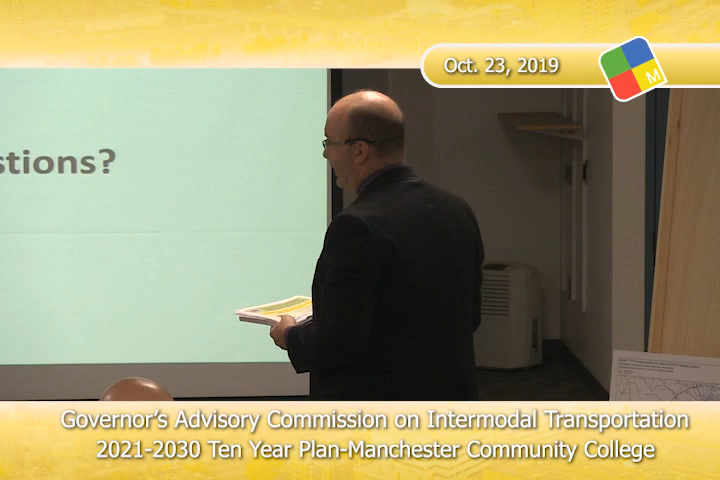 Oct. 23, 2019
M
stions?
Governor's Advisory Commission on Intermodal Transportation
2021-2030 Ten Year Plan-Manchester Community College